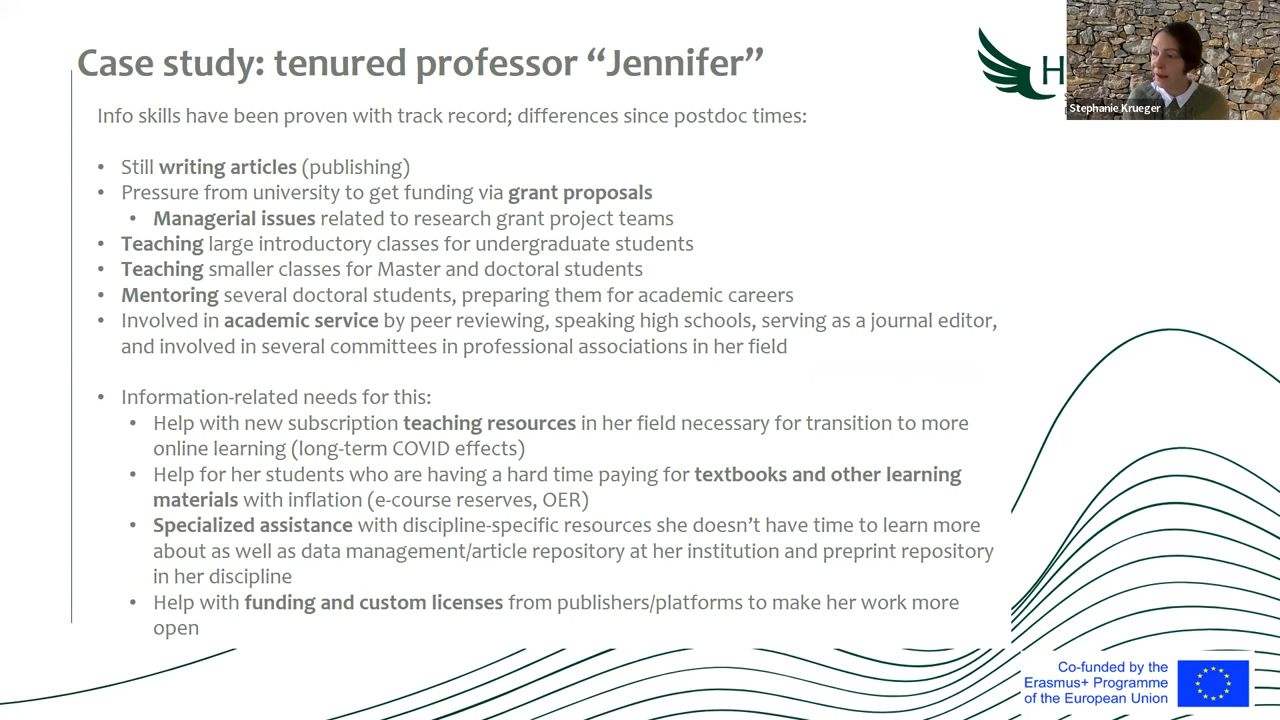 Case study: tenured professor “Jennifer”
H
Stephanie Krueger
Info skills have been proven with track record; differences since postdoc times:
• Still writing articles (publishing)
• Pressure from university to get funding via grant proposals
• Managerial issues related to research grant project teams
• Teaching large introductory classes for undergraduate students
• Teaching smaller classes for Master and doctoral students
• Mentoring several doctoral students, preparing them for academic careers
• Involved in academic service by peer reviewing, speaking high schools, serving as a journal editor,
and involved in several committees in professional associations in her field
• Information-related needs for this:
• Help with new subscription teaching resources in her field necessary for transition to more
online learning (long-term COVID effects)
• Help for her students who are having a hard time paying for textbooks and other learning
materials with inflation (e-course reserves, OER)
• Specialized assistance with discipline-specific resources she doesn’t have time to learn more
about as well as data management/article repository at her institution and preprint repository
in her discipline
• Help with funding and custom licenses from publishers/platforms to make her work more
open
Co-funded by the
Erasmus+ Programme
of the European Union